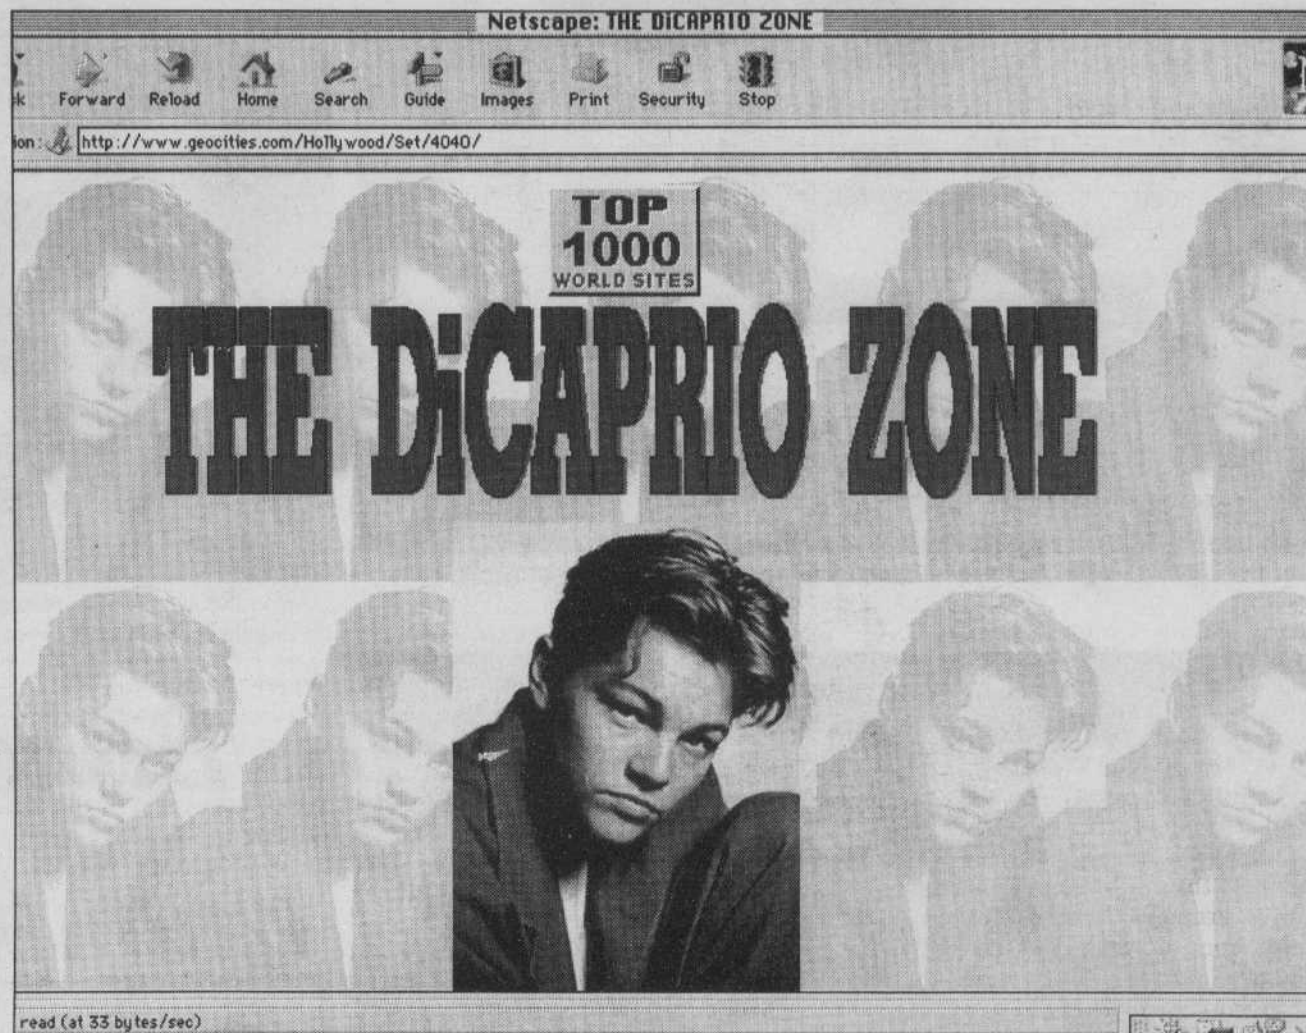 Netscape: THE DiCAPRIO ZONE
Forward Reload Home Search Guide Images Print Security Stop
http://www.geocities.com/Hollywood/Set/4040/
TOP
1000
WORLD SITES
THE DiCAPRIO ZONE
read (at 33 bytes/sec)